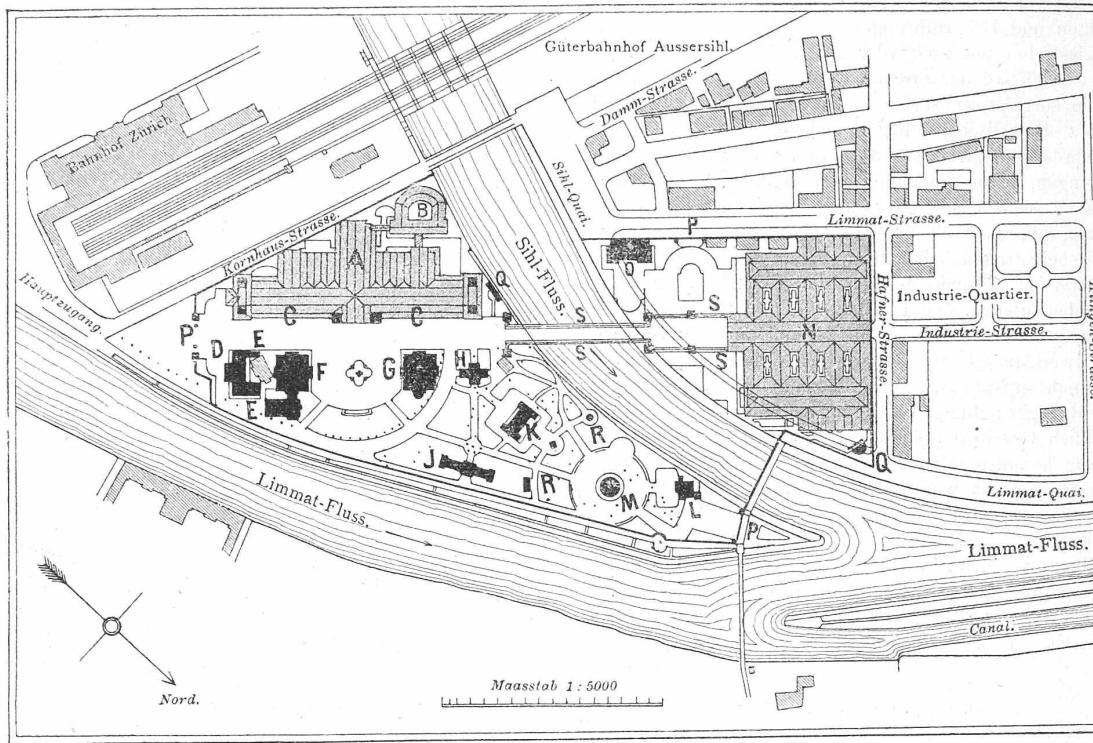 Güterbahnhof Aussersihl.
Damm-Strasse.
Bahnhof Zürich
Sihl-Quai.
B
P
Limmat-Strasse.
Kornhaus-Strasse.
A
Sihl-Fluss.
O
Q
Hauptzugang.
Industrie-Quartier.
Hafner-Strasse.
C C
S S
N
Industrie-Strasse.
P.
E
S S
D
F
G
H
E
K
R
Q
J
R
M
L
Limmat-Quai.
Limmat-Fluss.
P
Limmat-Fluss.
Canal.
Nord.
Maasstab 1:5000